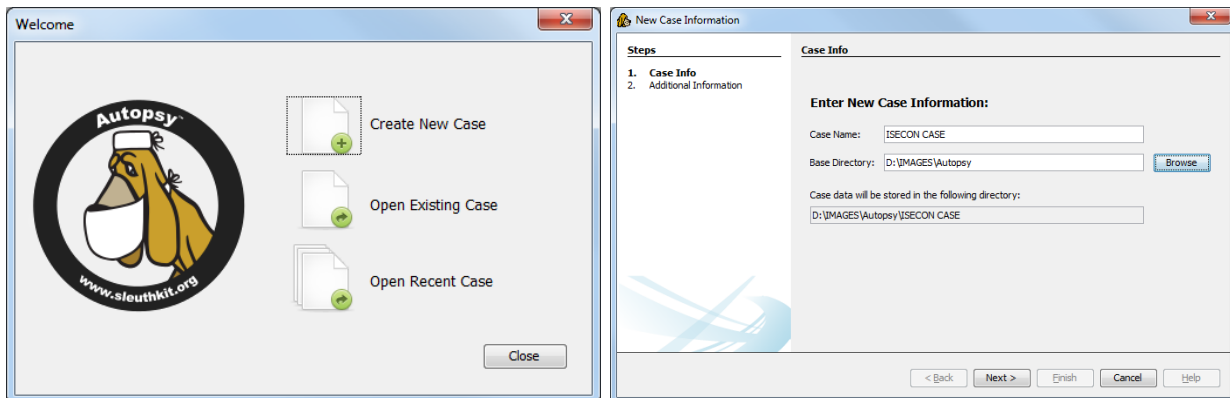 Welcome
Autopsy™
www.sleuthkit.org
Create New Case
Open Existing Case
Open Recent Case
Close
New Case Information
Steps
1. Case Info
2. Additional Information
Case Info
Enter New Case Information:
Case Name: ISECON CASE
Base Directory: D:\IMAGES\Autopsy Browse
Case data will be stored in the following directory:
D:\IMAGES\Autopsy\ISECON CASE
< Back Next > Finish Cancel Help